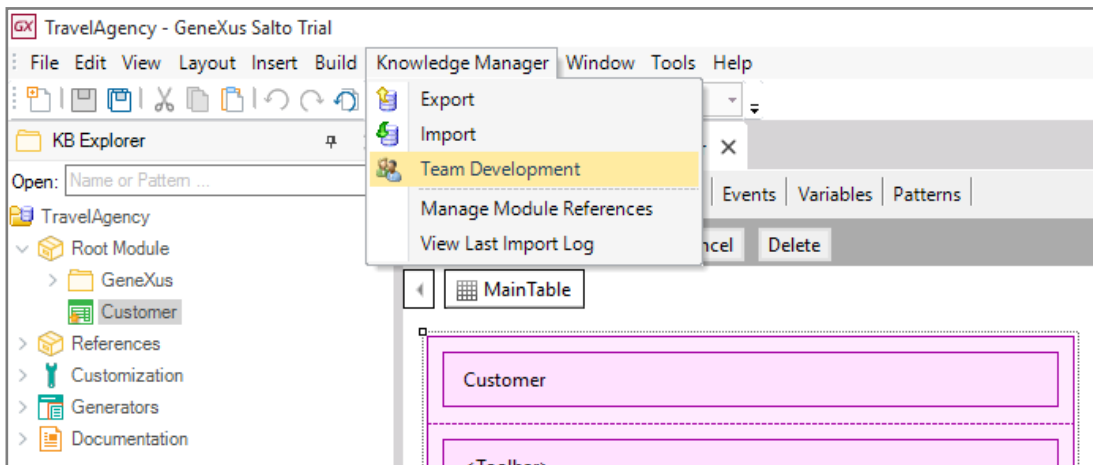 GX TravelAgency - GeneXus Salto Trial
File Edit View Layout Insert Build Knowledge Manager Window Tools Help
Export
KB Explorer
Import
Open: Name or Pattern ...
Team Development
Events Variables Patterns
TravelAgency
Manage Module References
Root Module
View Last Import Log
ncel Delete
GeneXus
MainTable
Customer
References
Customization
Customer
Generators
Documentation
<Toolbar>